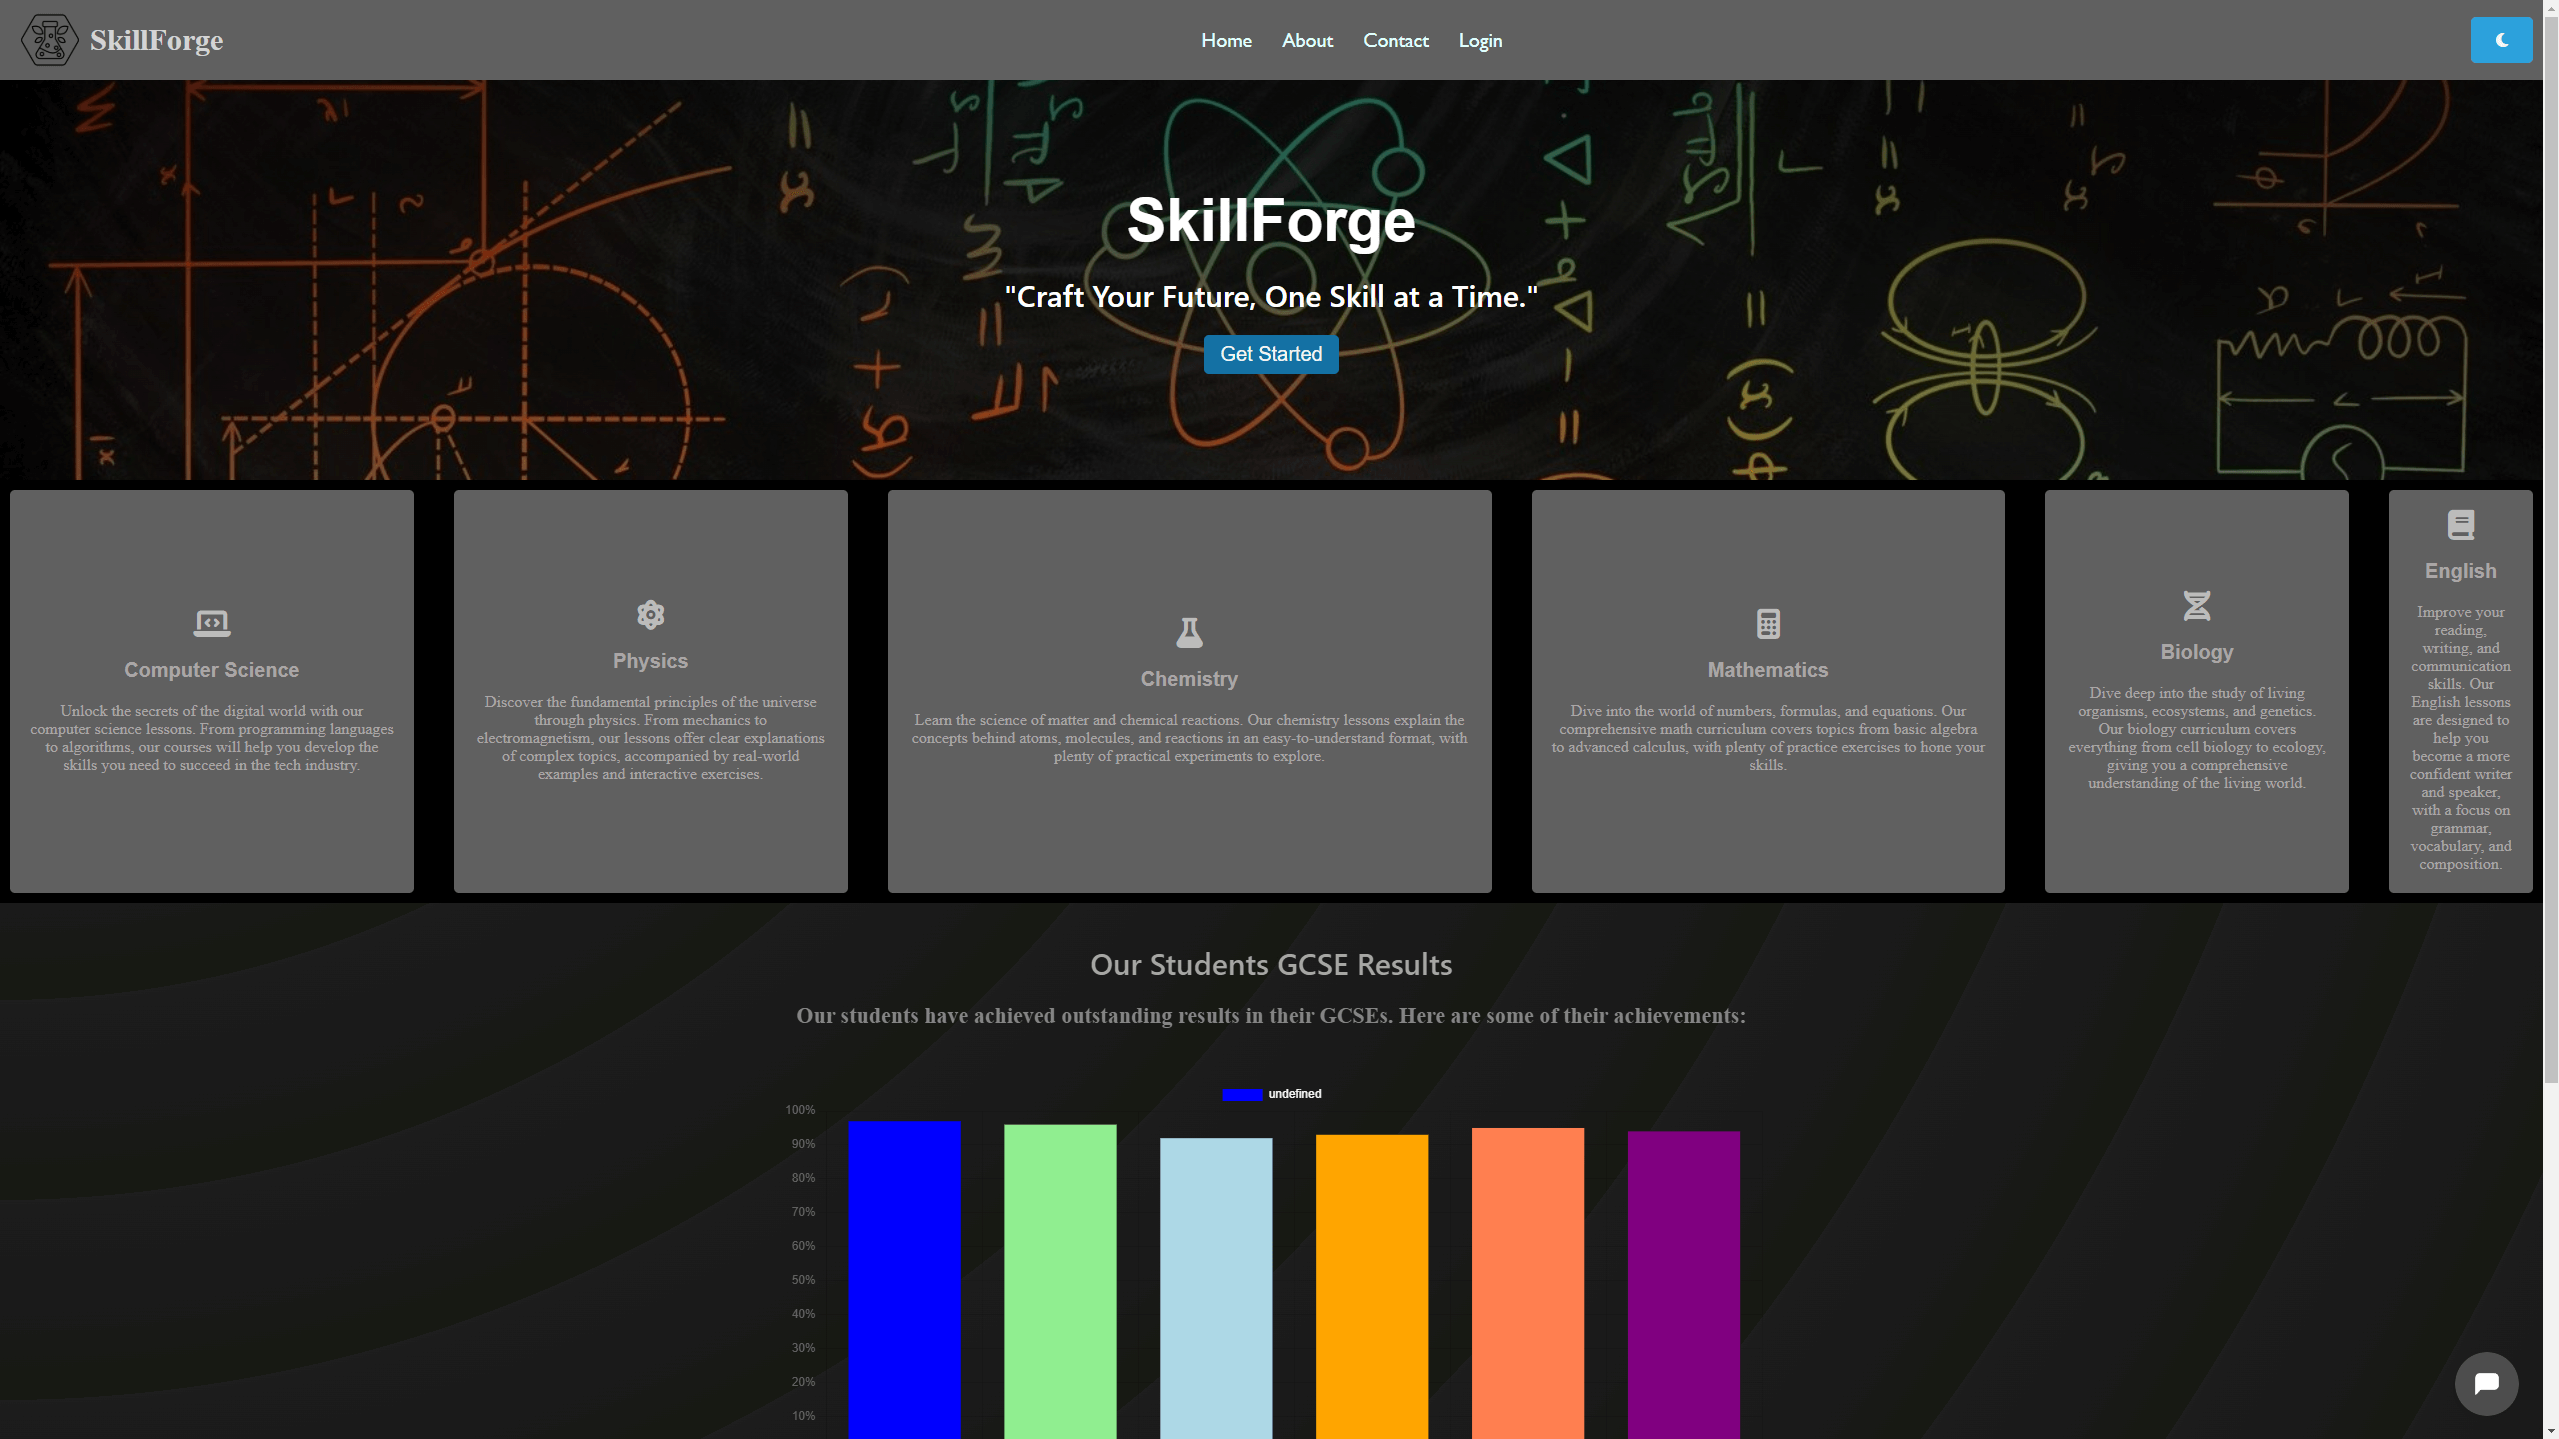 SkillForge
Home About Contact Login
SkillForge
"Craft Your Future, One Skill at a Time."
Get Started
Computer Science
Unlock the secrets of the digital world with our
computer science lessons. From programming languages
to algorithms, our courses will help you develop the
skills you need to succeed in the tech industry.
Physics
Discover the fundamental principles of the universe
through physics. From mechanics to
electromagnetism, our lessons offer clear explanations
of complex topics, accompanied by real-world
examples and interactive exercises.
Chemistry
Learn the science of matter and chemical reactions. Our chemistry lessons explain the
concepts behind atoms, molecules, and reactions in an easy-to-understand format, with
plenty of practical experiments to explore.
Mathematics
Dive into the world of numbers, formulas, and equations. Our
comprehensive math curriculum covers topics from basic algebra
to advanced calculus, with plenty of practice exercises to hone your
skills.
Biology
Dive deep into the study of living
organisms, ecosystems, and genetics.
Our biology curriculum covers
everything from cell biology to ecology,
giving you a comprehensive
understanding of the living world.
English
Improve your
reading,
writing, and
communication
skills. Our
English lessons
are designed to
help you
become a more
confident writer
and speaker,
with a focus on
grammar,
vocabulary, and
composition.
Our Students GCSE Results
Our students have achieved outstanding results in their GCSEs. Here are some of their achievements:
undefined
100%
90%
80%
70%
60%
50%
40%
30%
20%
10%